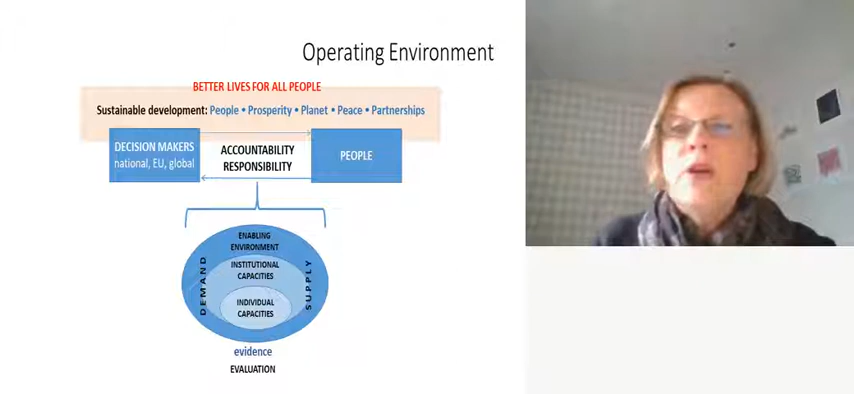 Operating Environment
BETTER LIVES FOR ALL PEOPLE
Sustainable development: People • Prosperity • Planet • Peace • Partnerships
DECISION MAKERS
national, EU, global
ACCOUNTABILITY
RESPONSIBILITY
PEOPLE
ENABLING
ENVIRONMENT
DEMAND
INSTITUTIONAL
CAPACITIES
SUPPLY
INDIVIDUAL
CAPACITIES
evidence
EVALUATION